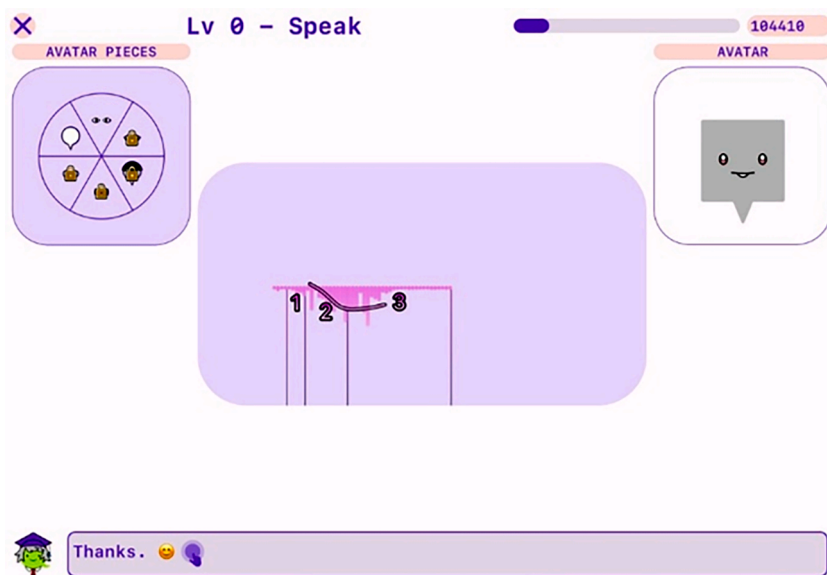 Lv 0 – Speak
104410
AVATAR PIECES
AVATAR
1
2
3
Thanks. 😊